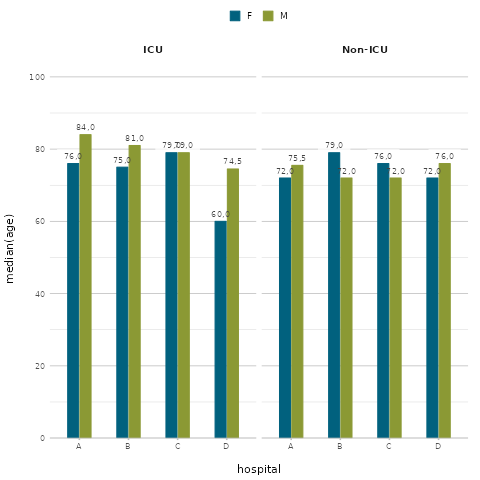 F M
ICU Non-ICU
100
84,0
81,0
79,0 79,0 79,0
76,0 75,0 74,5 75,5 76,0 76,0
80
72,0 72,0 72,0 72,0
60,0
60
40
20
0
A B C D A B C D
median(age)
hospital